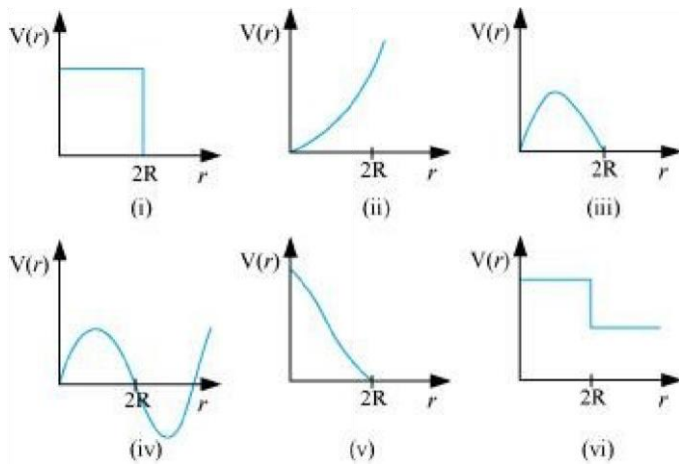 V(r) V(r) V(r)
2R r 2R r 2R r
(i) (ii) (iii)
V(r) V(r) V(r)
2R r 2R r 2R r
(iv) (v) (vi)